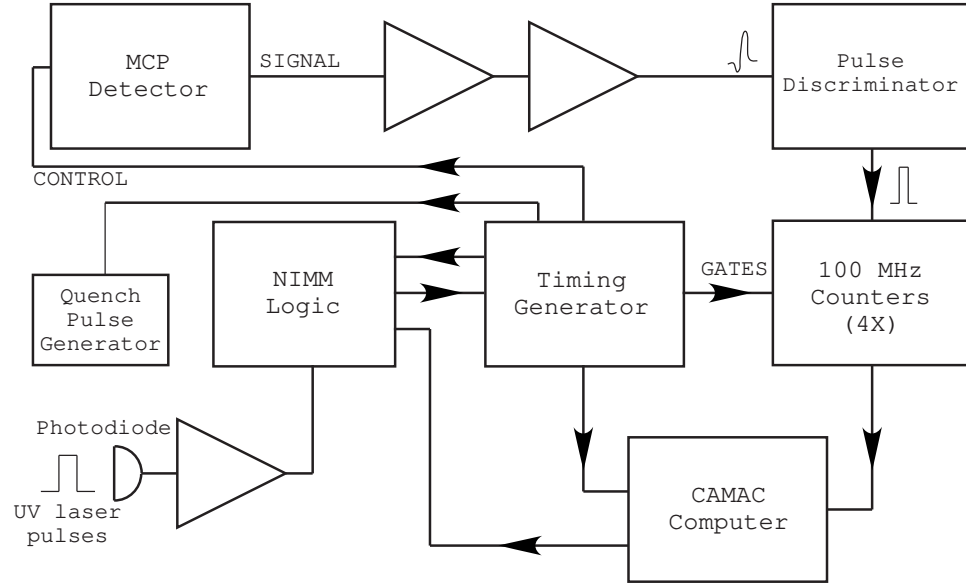 MCP
Detector
SIGNAL
Pulse
Discriminator
CONTROL
NIMM
Logic
Timing
Generator
GATES
100 MHz
Counters
(4X)
Quench
Pulse
Generator
Photodiode
UV laser
pulses
CAMAC
Computer